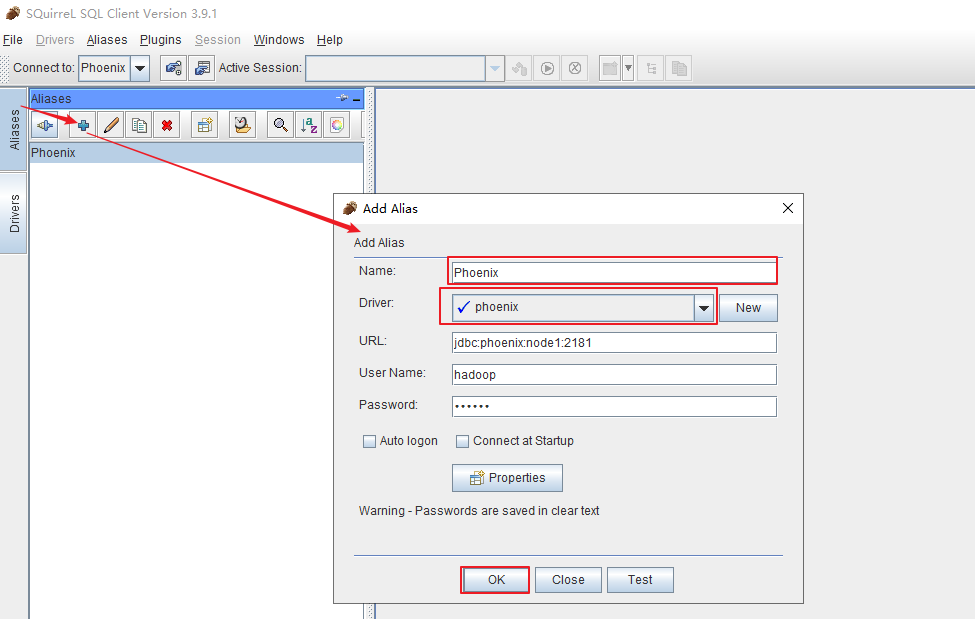 SQuirreL SQL Client Version 3.9.1
File Drivers Aliases Plugins Session Windows Help
Connect to: Phoenix Active Session:
Aliases
Aliases
Phoenix
Drivers
Add Alias
Add Alias
Name: Phoenix
Driver: phoenix New
URL: jdbc:phoenix:node1:2181
User Name: hadoop
Password: ••••••
Auto logon Connect at Startup
Properties
Warning - Passwords are saved in clear text
OK Close Test